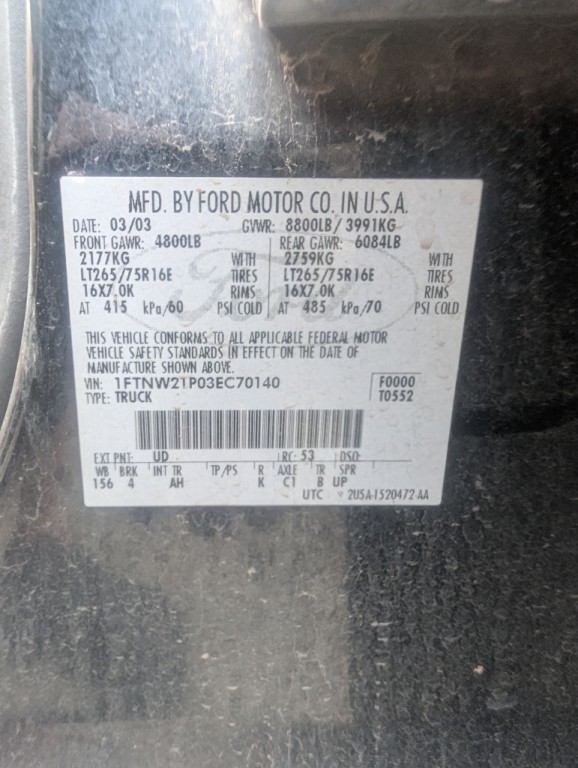 MFD. BY FORD MOTOR CO. IN U.S.A.
DATE: 03/03 GVWR: 8800LB / 3991KG
FRONT GAWR: 4800LB REAR GAWR: 6084LB
2177KG WITH 2759KG WITH
LT265/75R16E TIRES LT265/75R16E TIRES
16X7.0K RIMS 16X7.0K RIMS
AT 415 kPa/60 PSI COLD AT 485 kPa/70 PSI COLD
Ford
THIS VEHICLE CONFORMS TO ALL APPLICABLE FEDERAL MOTOR
VEHICLE SAFETY STANDARDS IN EFFECT ON THE DATE OF
MANUFACTURE SHOWN ABOVE.
VIN: 1FTNW21P03EC70140 F0000
TYPE: TRUCK T0552
EXT PNT: UD RC: 53 DSO:
WB BRK INT TR TP/PS R AXLE TR SPR
156 4 AH K C1 B UP
UTC 2U5A-1520472-AA